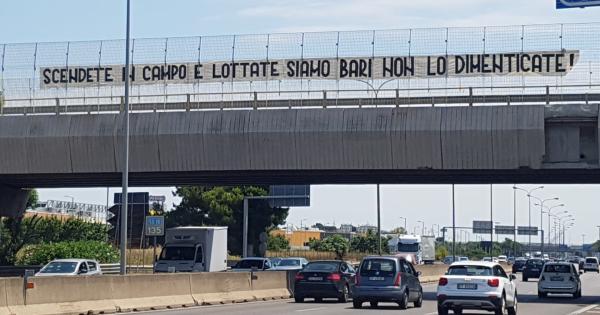 SCENDETE IN CAMPO E LOTTATE SIAMO BARI NON LO DIMENTICATE!